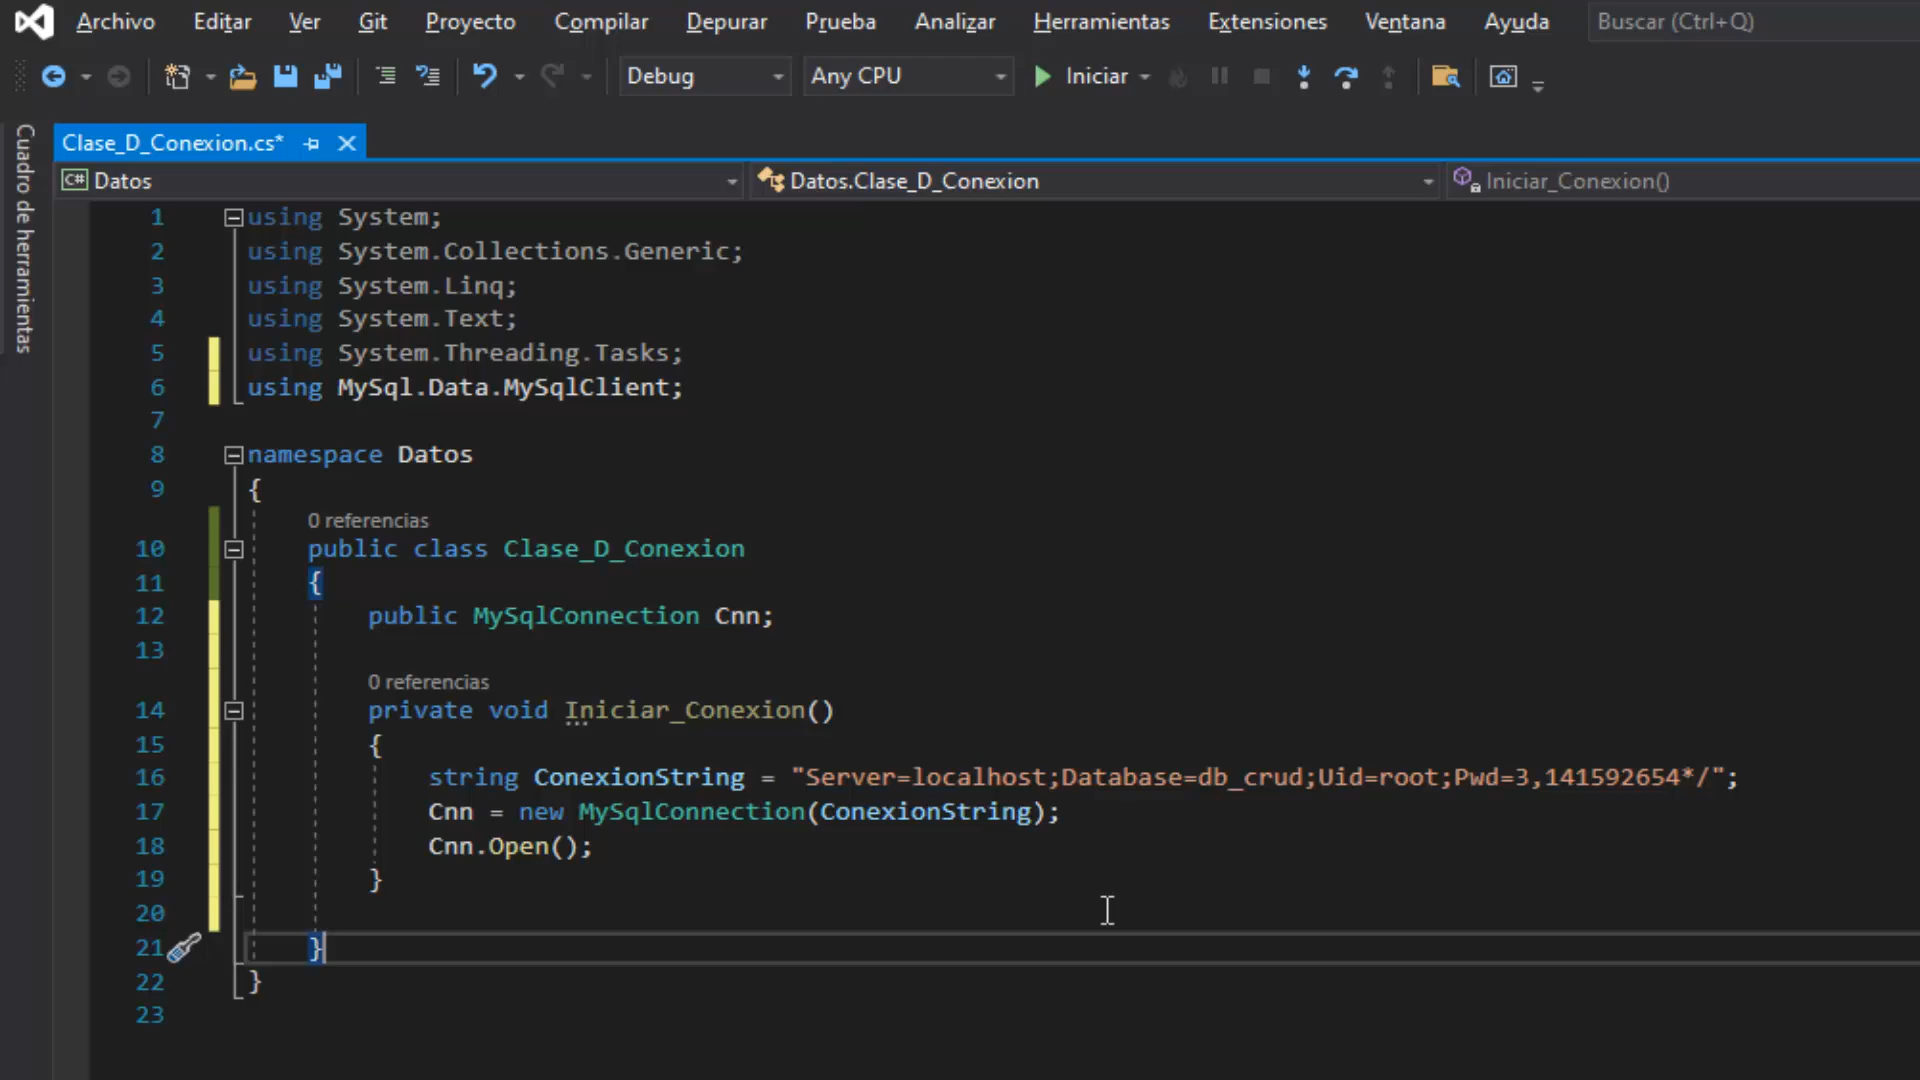 Archivo Editar Ver Git Proyecto Compilar Depurar Prueba Analizar Herramientas Extensiones Ventana Ayuda Buscar (Ctrl+Q)
Debug Any CPU Iniciar
Cuadro de herramientas
Clase_D_Conexion.cs*
C# Datos Datos.Clase_D_Conexion Iniciar_Conexion()
1 using System;
2 using System.Collections.Generic;
3 using System.Linq;
4 using System.Text;
5 using System.Threading.Tasks;
6 using MySql.Data.MySqlClient;
7
8 namespace Datos
9 {
0 referencias
10 public class Clase_D_Conexion
11 {
12 public MySqlConnection Cnn;
13
0 referencias
14 private void Iniciar_Conexion()
15 {
16 string ConexionString = "Server=localhost;Database=db_crud;Uid=root;Pwd=3,141592654*/";
17 Cnn = new MySqlConnection(ConexionString);
18 Cnn.Open();
19 }
20
21 }
22 }
23